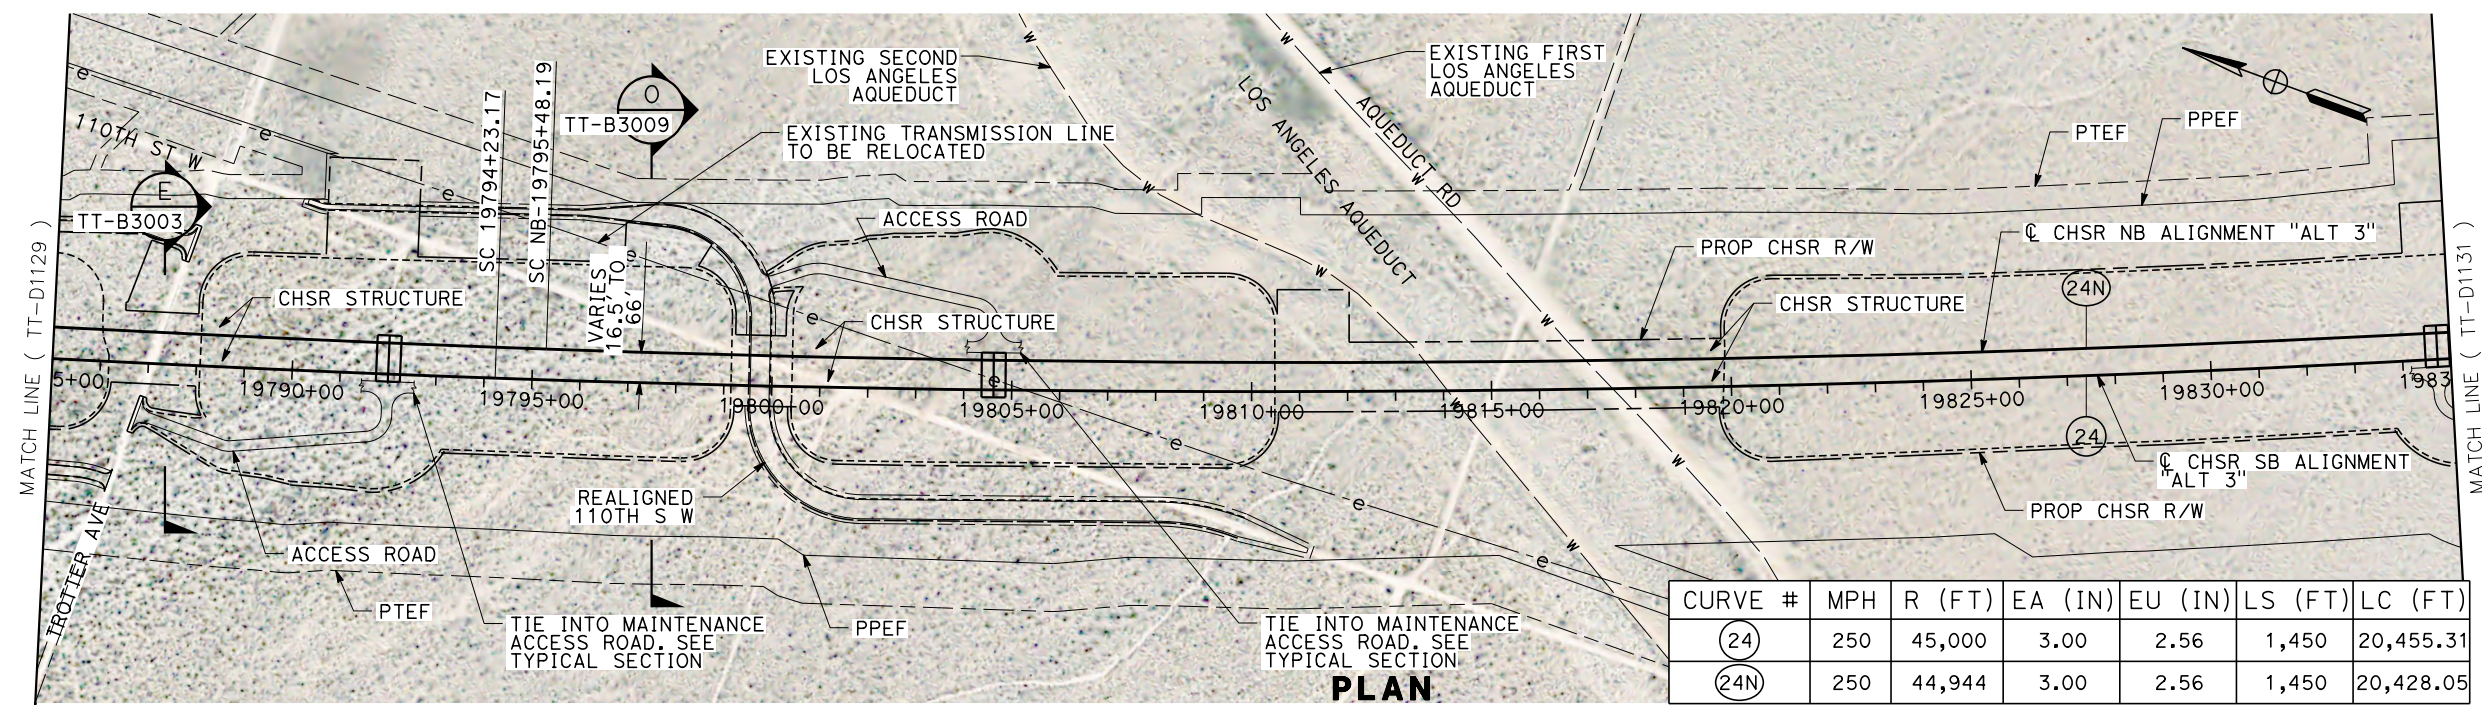 EXISTING SECOND
LOS ANGELES
AQUEDUCT
EXISTING FIRST
LOS ANGELES
AQUEDUCT
LOS ANGELES AQUEDUCT
AQUEDUCT RD
110TH ST W
E
TT-B3003
SC 19794+23.17
SC NB-19795+48.19
O
TT-B3009
EXISTING TRANSMISSION LINE
TO BE RELOCATED
PTEF
PPEF
ACCESS ROAD
PROP CHSR R/W
℄ CHSR NB ALIGNMENT "ALT 3"
MATCH LINE ( TT-D1129 )
MATCH LINE ( TT-D1131 )
CHSR STRUCTURE
VARIES
16.5' TO
66'
CHSR STRUCTURE
CHSR STRUCTURE
24N
5+00
19790+00
19795+00
19800+00
19805+00
19810+00
19815+00
19820+00
19825+00
19830+00
1983
24
℄ CHSR SB ALIGNMENT
"ALT 3"
PROP CHSR R/W
REALIGNED
110TH S W
ACCESS ROAD
TROTTER AVE
PTEF
TIE INTO MAINTENANCE
ACCESS ROAD. SEE
TYPICAL SECTION
PPEF
TIE INTO MAINTENANCE
ACCESS ROAD. SEE
TYPICAL SECTION
e e e e e e e e e e
w w w w w w w w w w
PLAN
CURVE # MPH R (FT) EA (IN) EU (IN) LS (FT) LC (FT)
24 250 45,000 3.00 2.56 1,450 20,455.31
24N 250 44,944 3.00 2.56 1,450 20,428.05